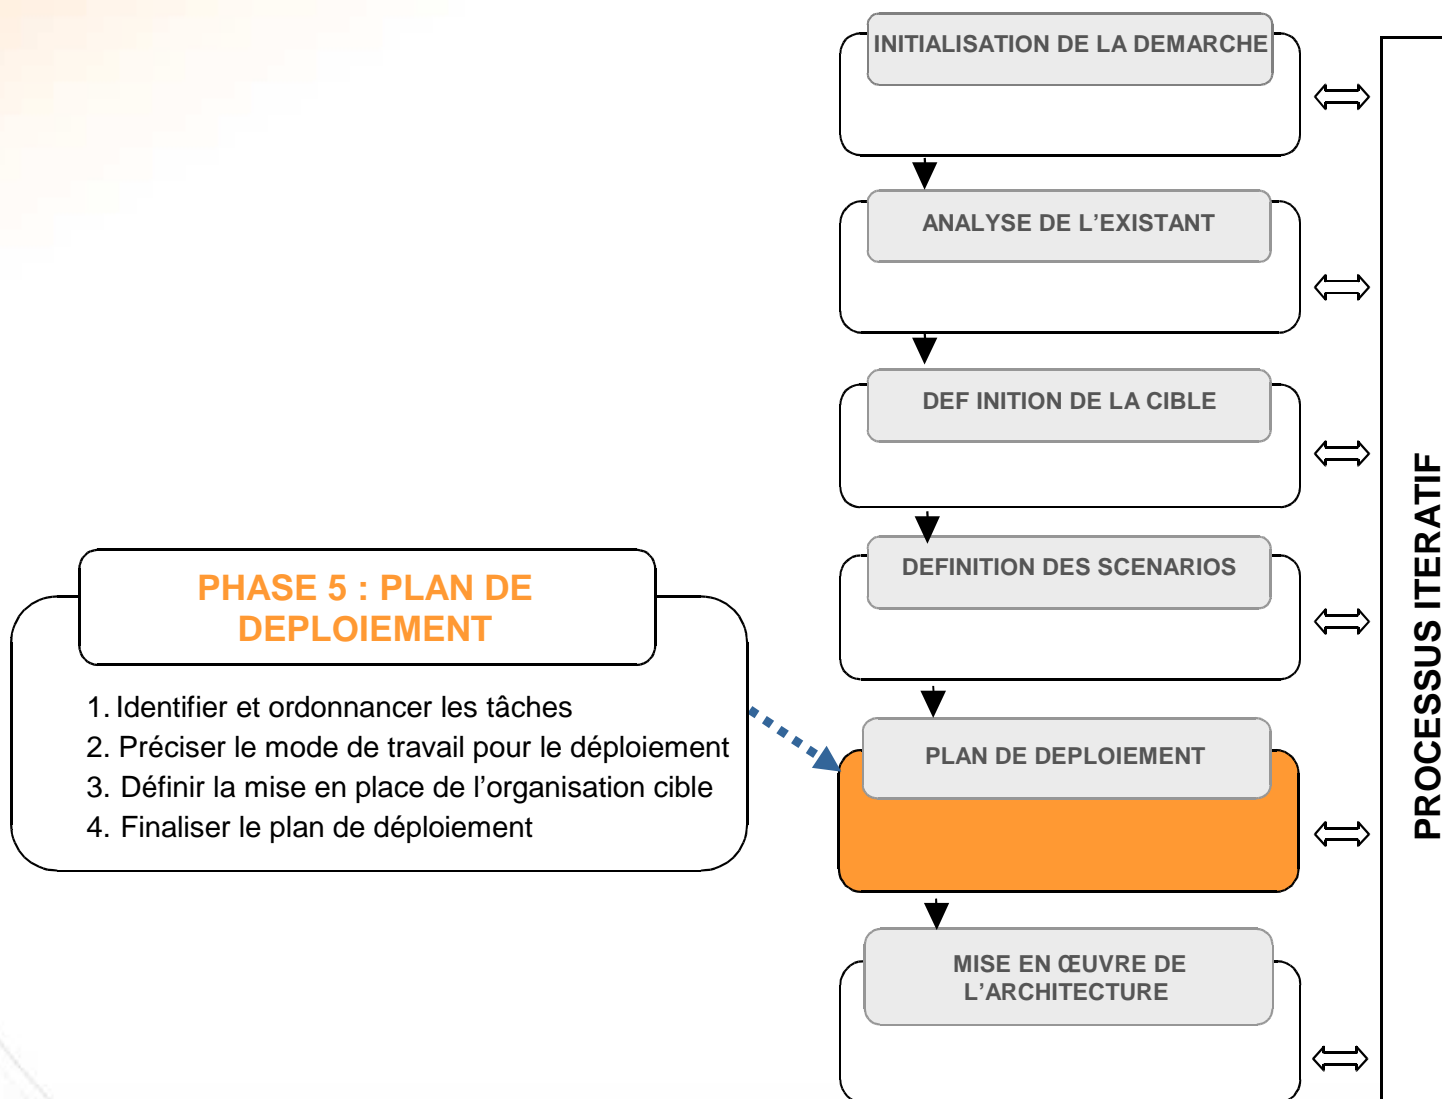 INITIALISATION DE LA DEMARCHE
ANALYSE DE L’EXISTANT
DEF INITION DE LA CIBLE
DEFINITION DES SCENARIOS
PHASE 5 : PLAN DE
DEPLOIEMENT
1. Identifier et ordonnancer les tâches
2. Préciser le mode de travail pour le déploiement
3. Définir la mise en place de l’organisation cible
4. Finaliser le plan de déploiement
PLAN DE DEPLOIEMENT
MISE EN ŒUVRE DE
L’ARCHITECTURE
PROCESSUS ITERATIF